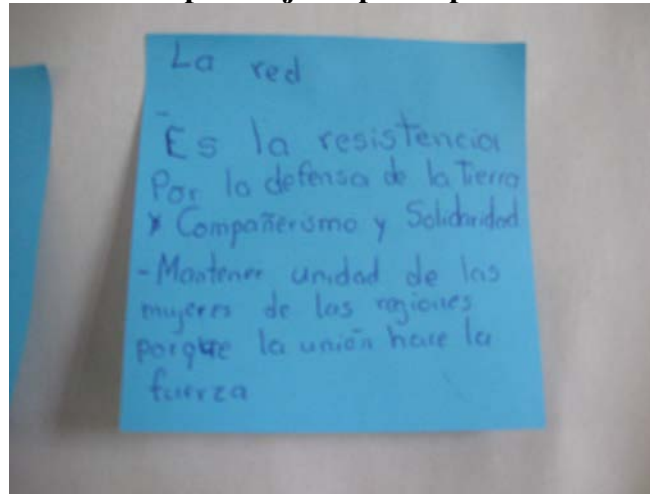 La red
- Es la resistencia
Por la defensa de la Tierra
* Compañerismo y Solidaridad
- Mantener unidad de las
mujeres de las regiones
porque la unión hace la
fuerza